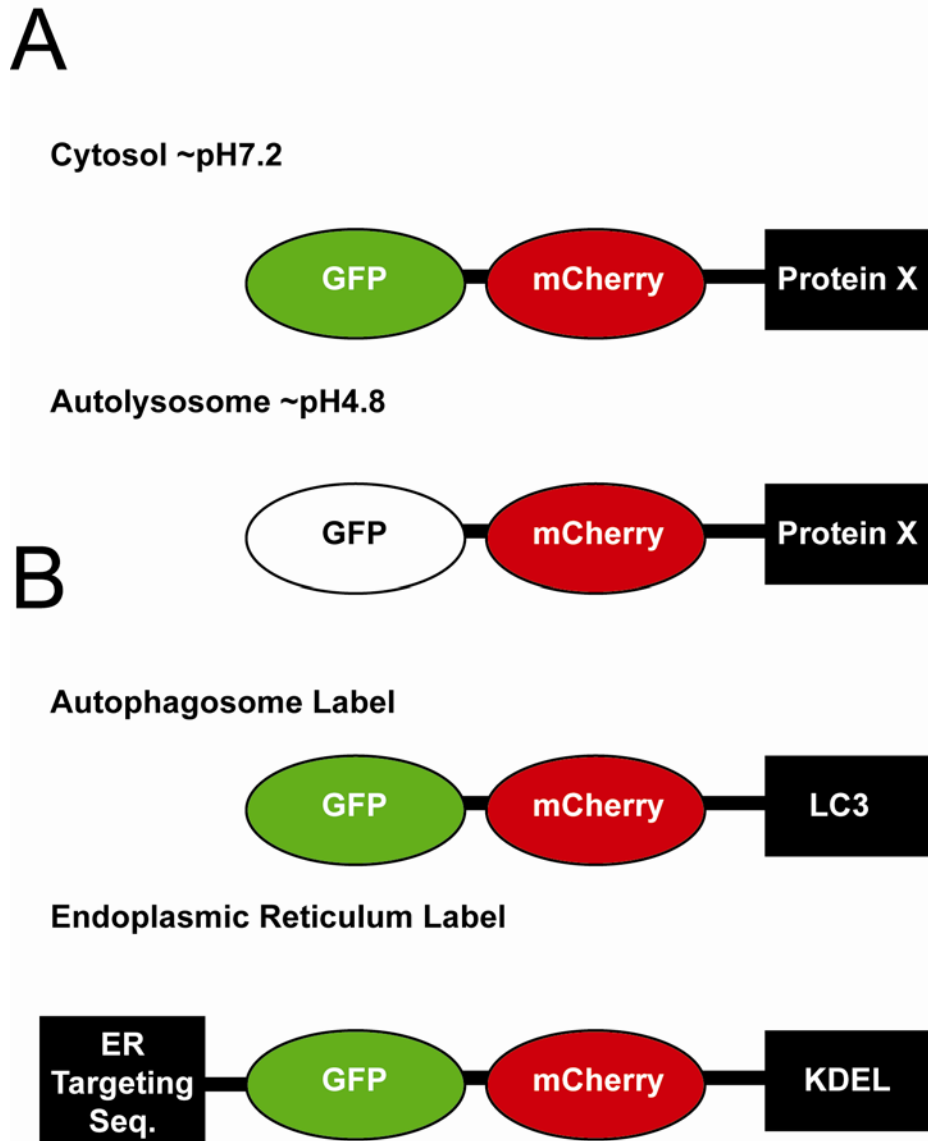 A
Cytosol ~pH7.2
GFP
mCherry
Protein X
Autolysosome ~pH4.8
GFP
mCherry
Protein X
B
Autophagosome Label
GFP
mCherry
LC3
Endoplasmic Reticulum Label
ER
Targeting
Seq.
GFP
mCherry
KDEL